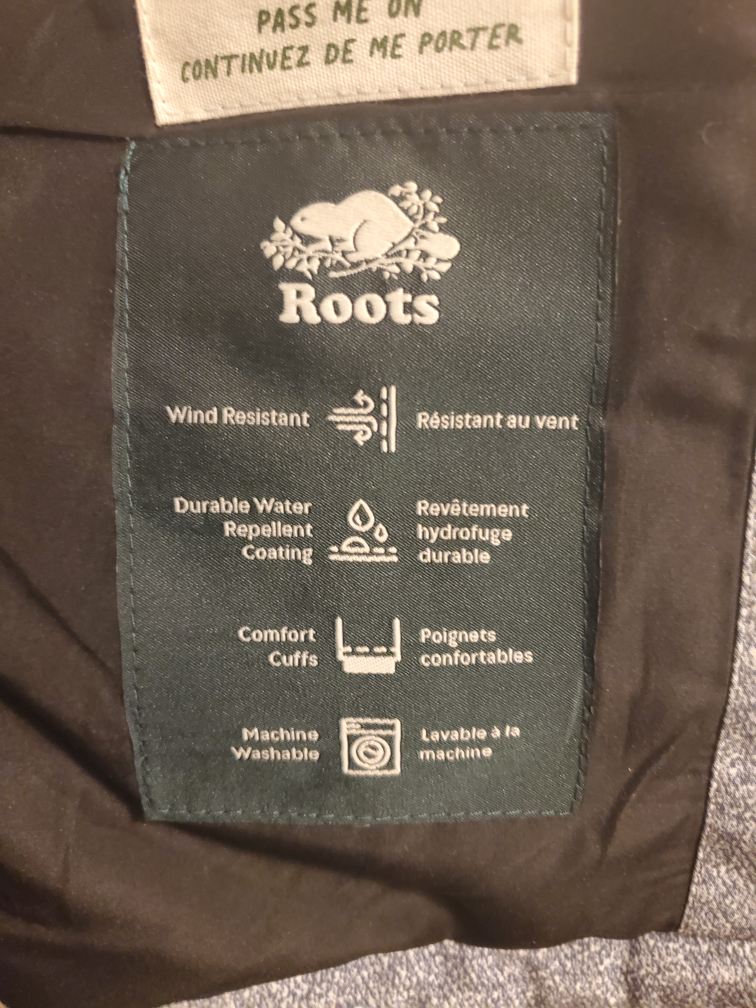 PASS ME ON
CONTINUEZ DE ME PORTER
Roots
Wind Resistant
Résistant au vent
Durable Water
Repellent
Coating
Revêtement
hydrofuge
durable
Comfort
Cuffs
Poignets
confortables
Machine
Washable
Lavable à la
machine